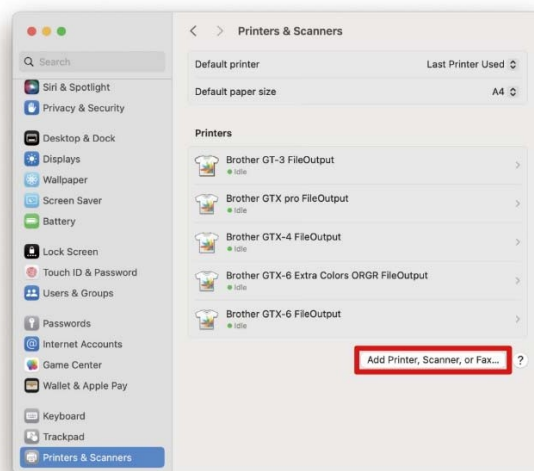 Printers & Scanners
Search
Siri & Spotlight
Privacy & Security
Desktop & Dock
Displays
Wallpaper
Screen Saver
Battery
Lock Screen
Touch ID & Password
Users & Groups
Passwords
Internet Accounts
Game Center
Wallet & Apple Pay
Keyboard
Trackpad
Printers & Scanners
Default printer Last Printer Used
Default paper size A4
Printers
Brother GT-3 FileOutput
Idle
Brother GTX pro FileOutput
Idle
Brother GTX-4 FileOutput
Idle
Brother GTX-6 Extra Colors ORGR FileOutput
Idle
Brother GTX-6 FileOutput
Idle
Add Printer, Scanner, or Fax... ?